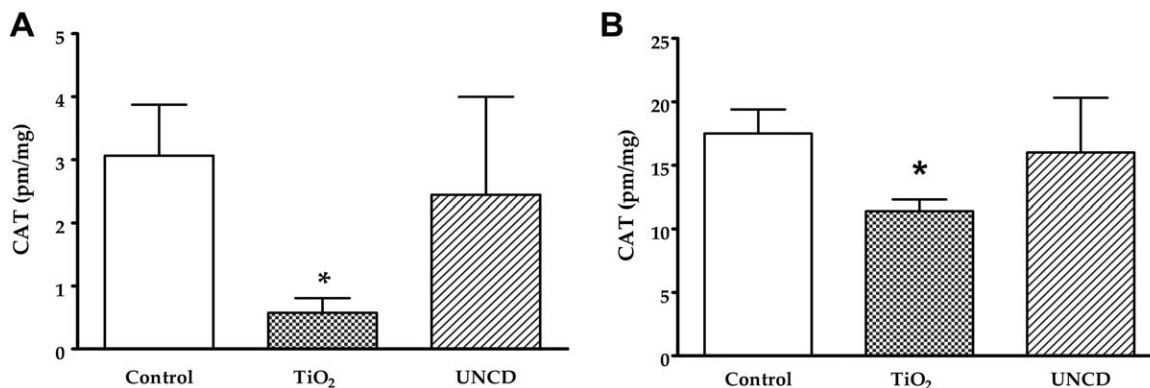 A
CAT (pm/mg)
5
4
3
2
1
0
*
Control
TiO₂
UNCD
B
CAT (pm/mg)
25
20
15
10
5
0
*
Control
TiO₂
UNCD